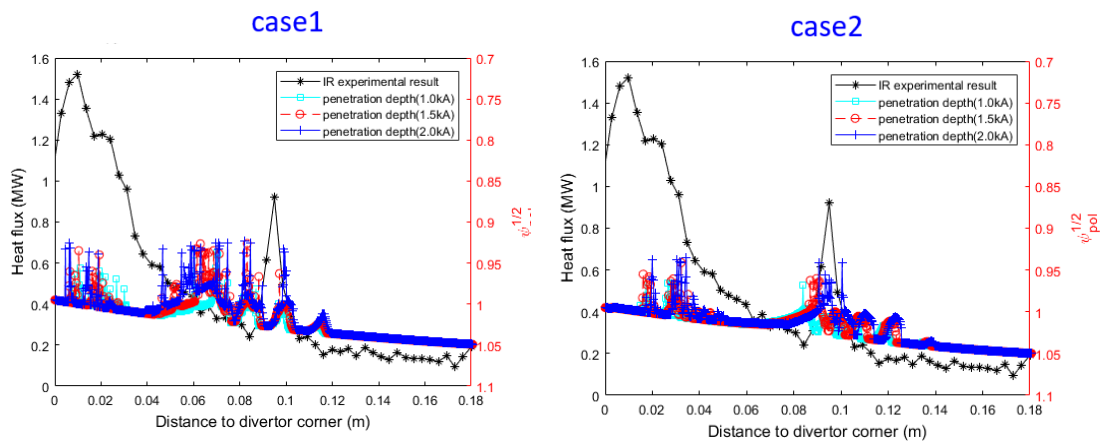 case1
1.6
1.4
1.2
1
0.8
0.6
0.4
0.2
0
Heat flux (MW)
0 0.02 0.04 0.06 0.08 0.1 0.12 0.14 0.16 0.18
Distance to divertor corner (m)
0.7
0.75
0.8
0.85
0.9
0.95
1
1.05
1.1
IR experimental result
penetration depth(1.0kA)
penetration depth(1.5kA)
penetration depth(2.0kA)
case2
1.6
1.4
1.2
1
0.8
0.6
0.4
0.2
0
Heat flux (MW)
0 0.02 0.04 0.06 0.08 0.1 0.12 0.14 0.16 0.18
Distance to divertor corner (m)
0.7
0.75
0.8
0.85
0.9
0.95
1
1.05
1.1
ψ_pol^1/2
IR experimental result
penetration depth(1.0kA)
penetration depth(1.5kA)
penetration depth(2.0kA)